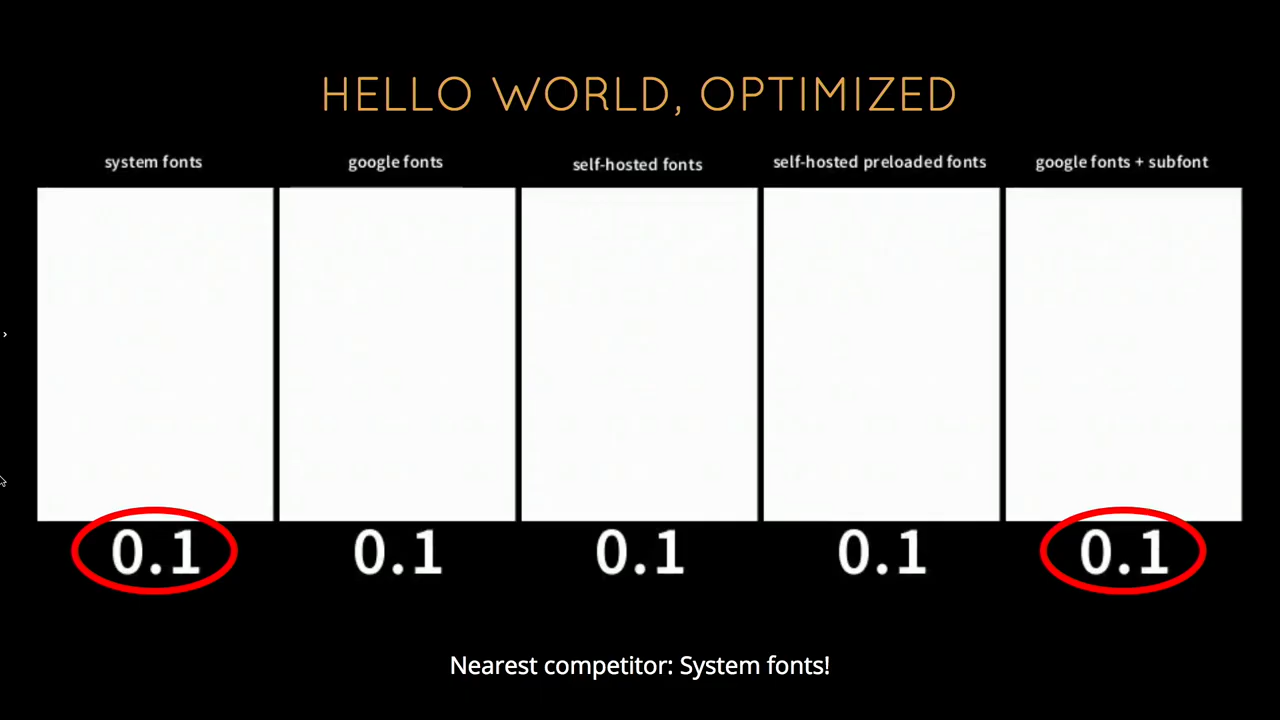 HELLO WORLD, OPTIMIZED
system fonts google fonts self-hosted fonts self-hosted preloaded fonts google fonts + subfont
0.1 0.1 0.1 0.1 0.1
Nearest competitor: System fonts!